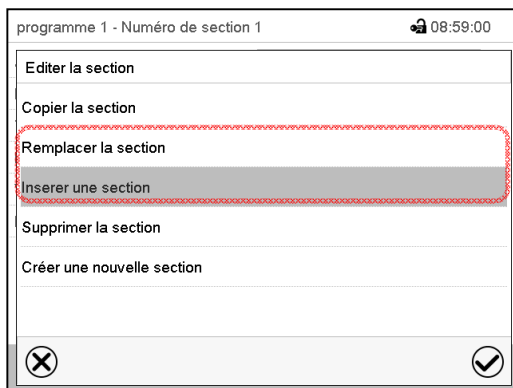 programme 1 - Numéro de section 1 08:59:00
Editer la section
Copier la section
Remplacer la section
Inserer une section
Supprimer la section
Créer une nouvelle section